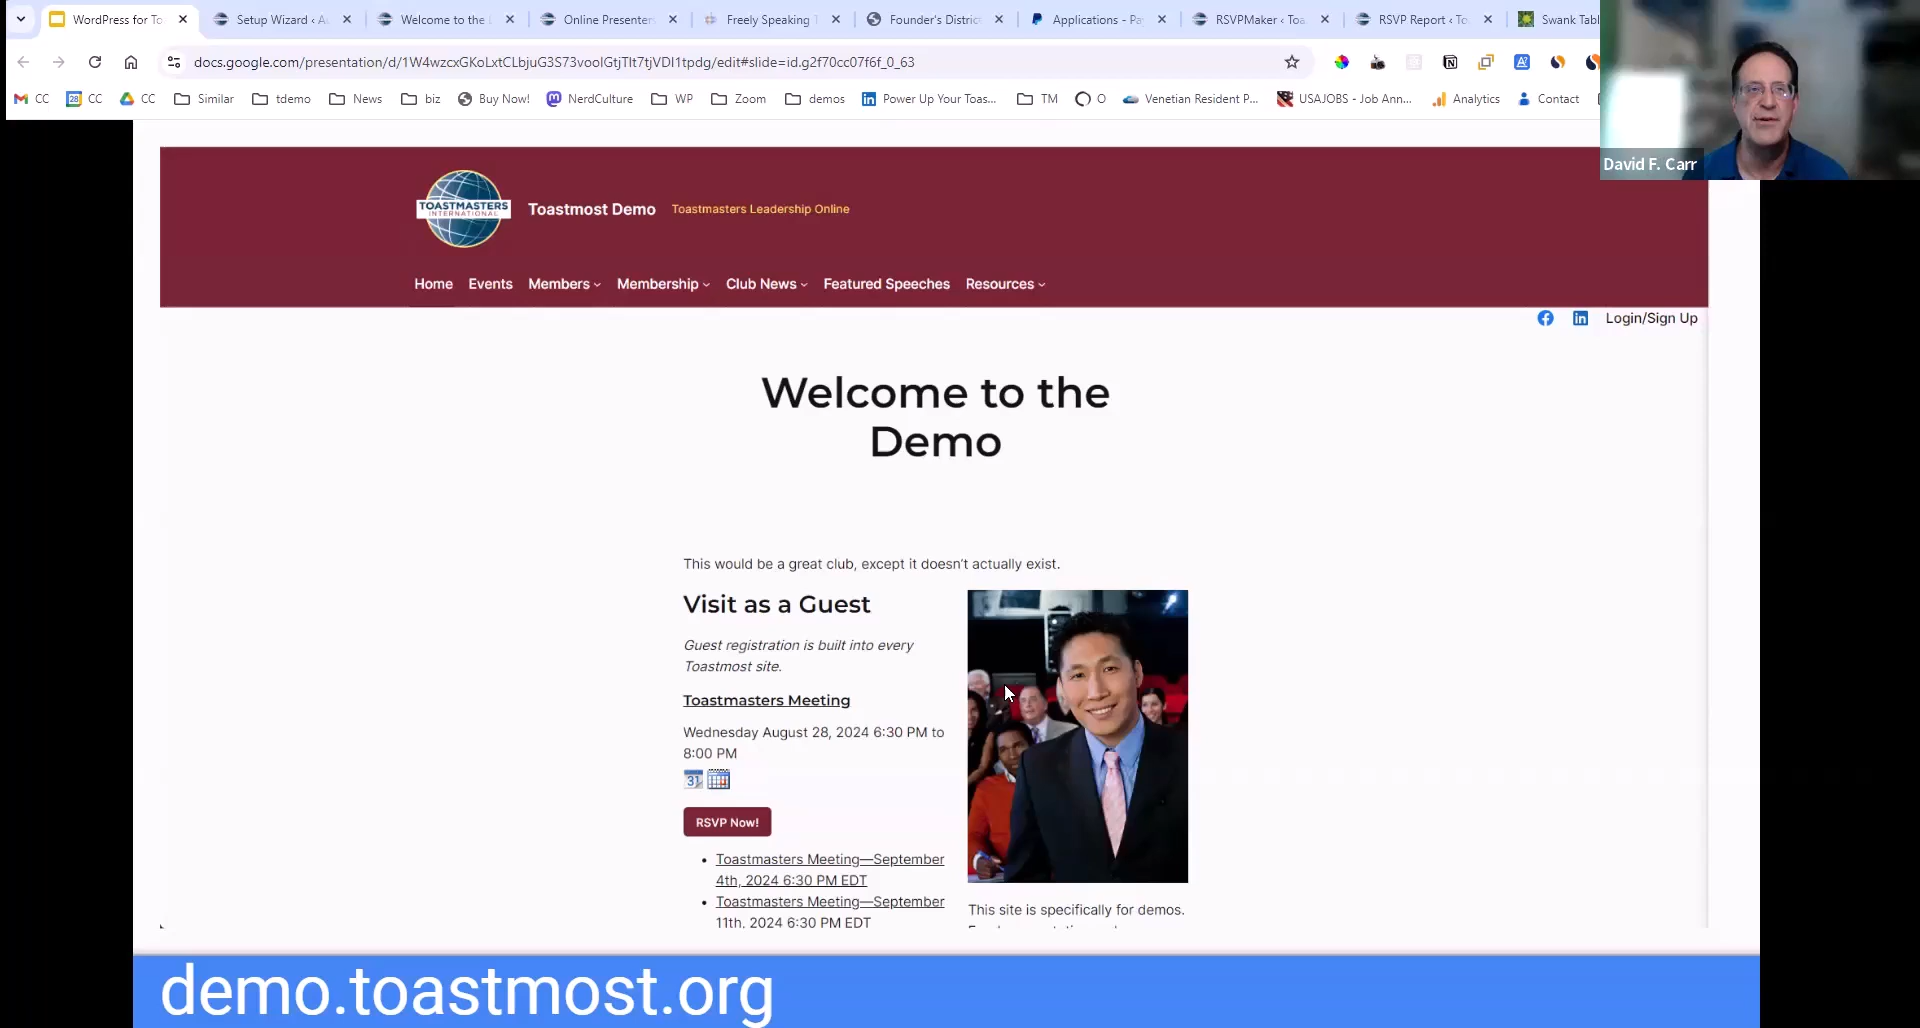 WordPress for To
Setup Wizard ‹ Au
Welcome to the
Online Presenter
Freely Speaking T
Founder's Distric
Applications - Pay
RSVPMaker ‹ Toa
RSVP Report ‹ To
Swank Tabl
docs.google.com/presentation/d/1W4wzcxGKoLxtCLbjuG3S73voolGtjTlt7tjVDI1tpdg/edit#slide=id.g2f70cc07f6f_0_63
CC
CC
CC
Similar
tdemo
News
biz
Buy Now!
NerdCulture
WP
Zoom
demos
Power Up Your Toas...
TM
O
Venetian Resident P...
USAJOBS - Job Ann...
Analytics
Contact
David F. Carr
TOASTMASTERS
INTERNATIONAL
Toastmost Demo
Toastmasters Leadership Online
Home
Events
Members
Membership
Club News
Featured Speeches
Resources
Login/Sign Up
Welcome to the
Demo
This would be a great club, except it doesn't actually exist.
Visit as a Guest
Guest registration is built into every
Toastmost site.
Toastmasters Meeting
Wednesday August 28, 2024 6:30 PM to
8:00 PM
31
RSVP Now!
Toastmasters Meeting—September
4th, 2024 6:30 PM EDT
Toastmasters Meeting—September
11th, 2024 6:30 PM EDT
This site is specifically for demos.
demo.toastmost.org